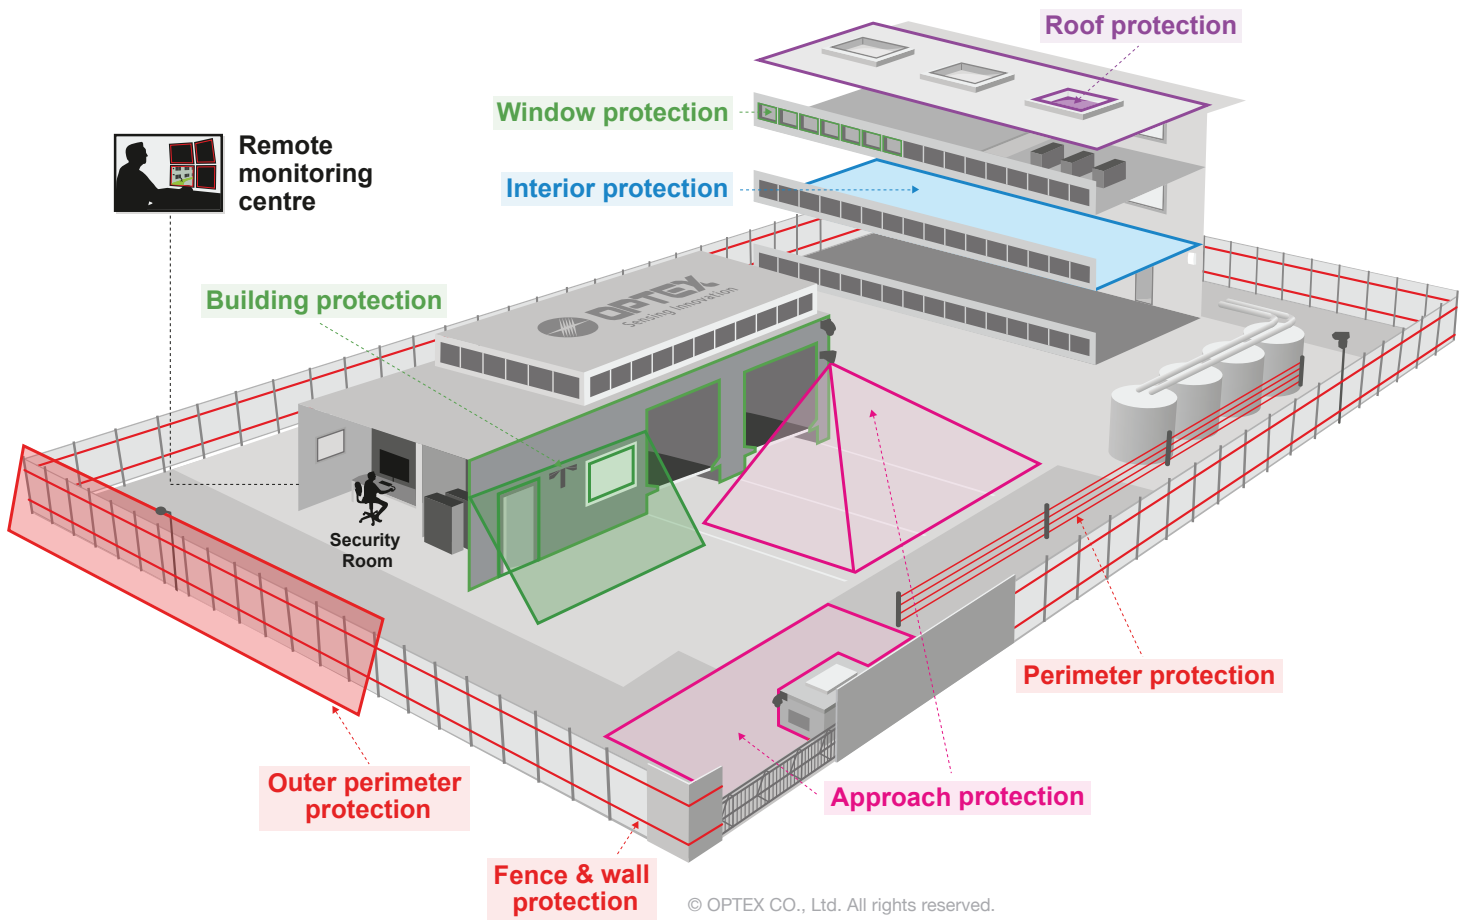 Roof protection
Window protection
Remote
monitoring
centre
Interior protection
Building protection
OPTEX
Sensing Innovation
Security
Room
Perimeter protection
Outer perimeter
protection
Approach protection
Fence & wall
protection
© OPTEX CO., Ltd. All rights reserved.